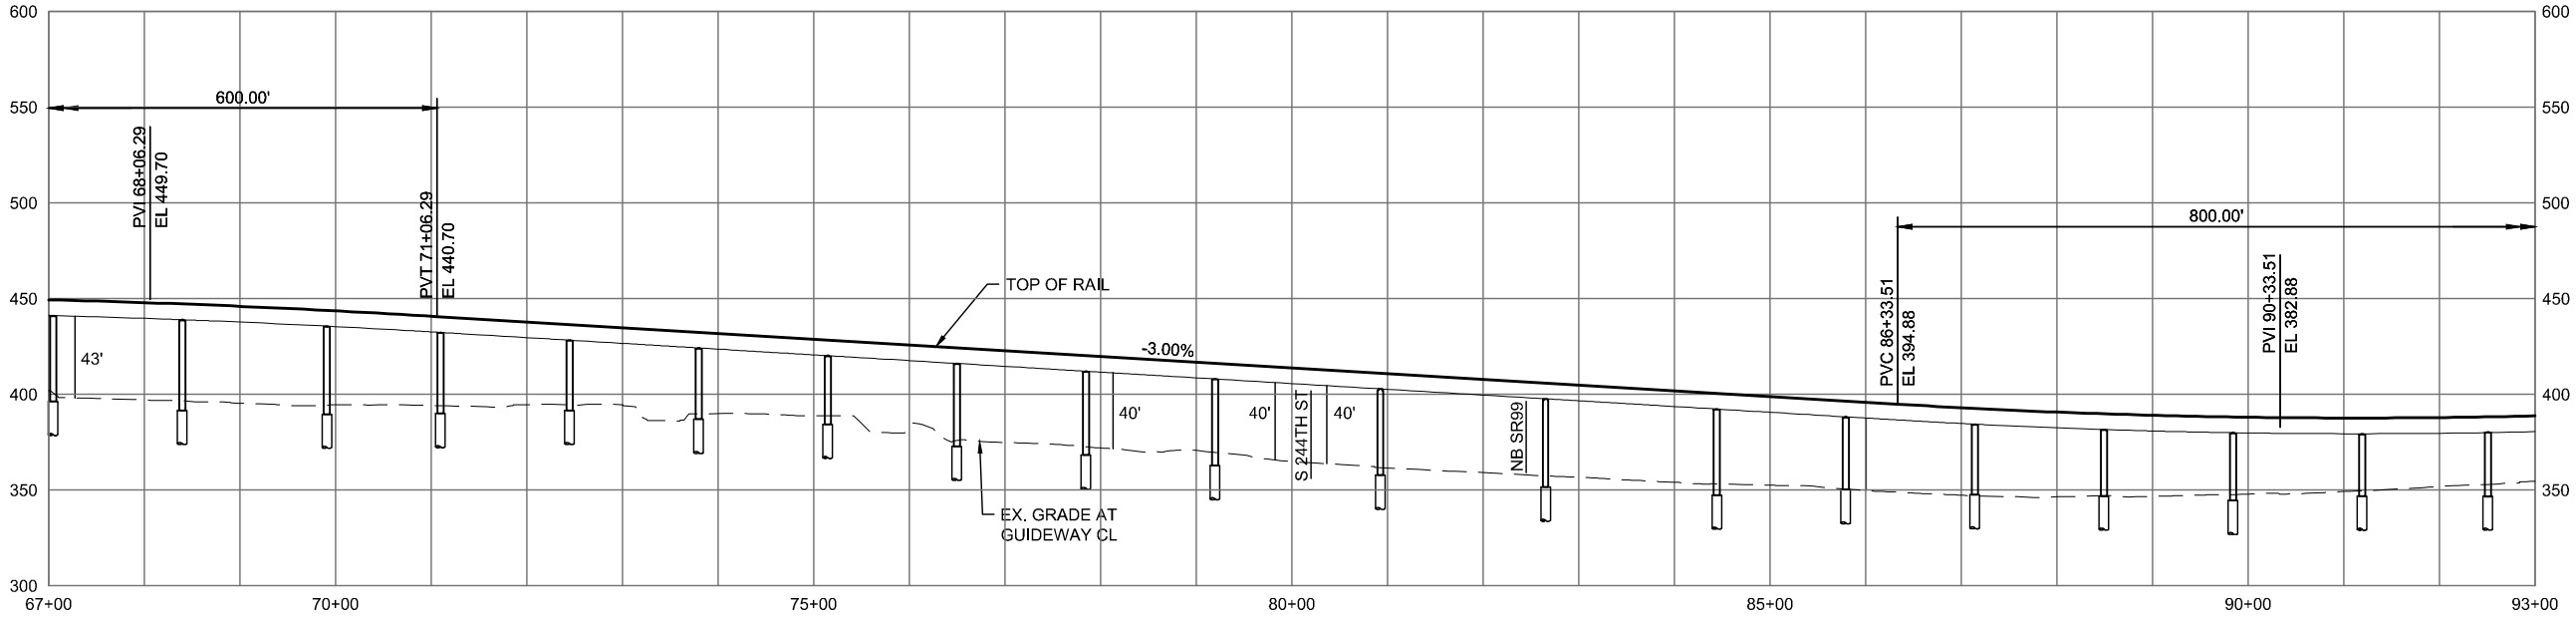 600
600
600.00'
550
550
PVI 68+06.29
EL 449.70
PVT 71+06.29
EL 440.70
500
500
800.00'
PVC 86+33.51
EL 394.88
PVI 90+33.51
EL 382.88
450
450
TOP OF RAIL
-3.00%
43'
400
400
40'
40'
S 244TH ST
40'
NB SR99
350
350
EX. GRADE AT
GUIDEWAY CL
300
67+00
70+00
75+00
80+00
85+00
90+00
93+00